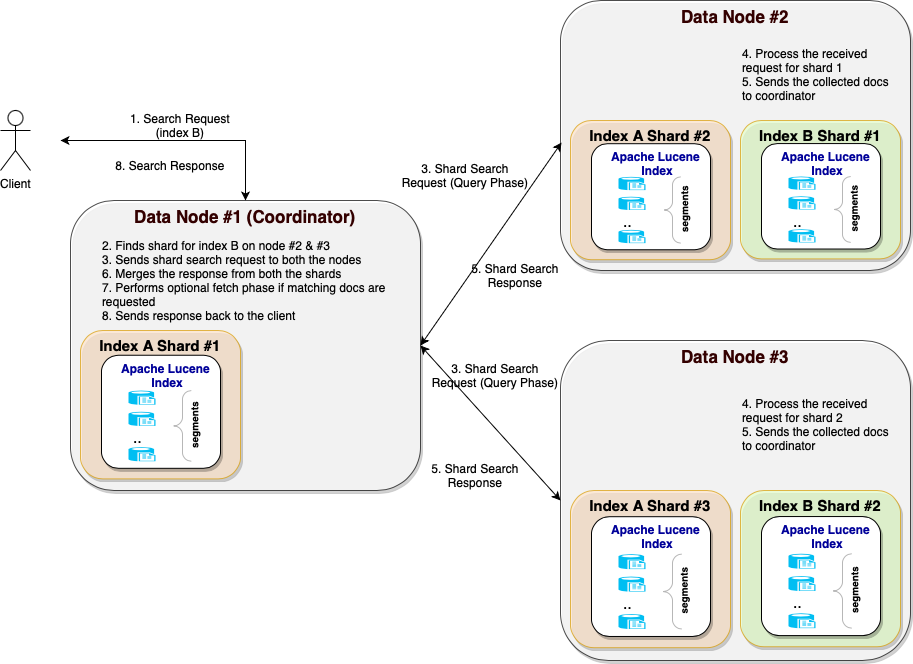 Client
1. Search Request
(index B)
8. Search Response
Data Node #1 (Coordinator)
2. Finds shard for index B on node #2 & #3
3. Sends shard search request to both the nodes
6. Merges the response from both the shards
7. Performs optional fetch phase if matching docs are
requested
8. Sends response back to the client
Index A Shard #1
Apache Lucene
Index
..
segments
3. Shard Search
Request (Query Phase)
5. Shard Search
Response
3. Shard Search
Request (Query Phase)
5. Shard Search
Response
Data Node #2
4. Process the received
request for shard 1
5. Sends the collected docs
to coordinator
Index A Shard #2
Apache Lucene
Index
..
segments
Index B Shard #1
Apache Lucene
Index
..
segments
Data Node #3
4. Process the received
request for shard 2
5. Sends the collected docs
to coordinator
Index A Shard #3
Apache Lucene
Index
..
segments
Index B Shard #2
Apache Lucene
Index
..
segments